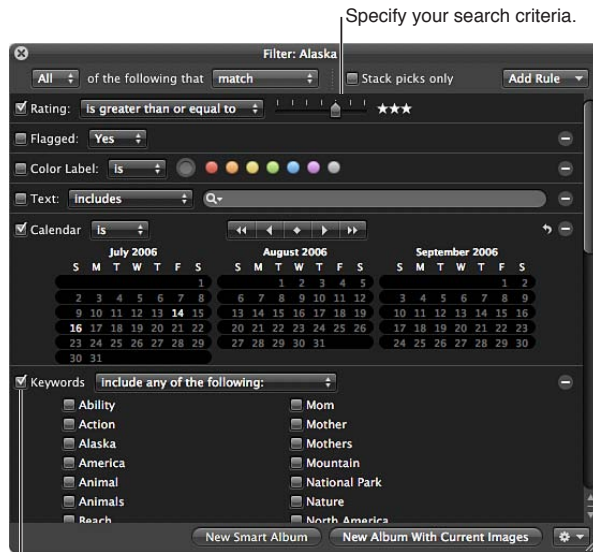 Specify your search criteria.
Filter: Alaska
All of the following that match Stack picks only Add Rule
Rating: is greater than or equal to ★★★
Flagged: Yes
Color Label: is
Text: includes
Calendar is
July 2006 August 2006 September 2006
S M T W T F S S M T W T F S S M T W T F S
1 1 2 3 4 5 1 2
2 3 4 5 6 7 8 6 7 8 9 10 11 12 3 4 5 6 7 8 9
9 10 11 12 13 14 15 13 14 15 16 17 18 19 10 11 12 13 14 15 16
16 17 18 19 20 21 22 20 21 22 23 24 25 26 17 18 19 20 21 22 23
23 24 25 26 27 28 29 27 28 29 30 31 24 25 26 27 28 29 30
30 31
Keywords include any of the following:
Ability Mom
Action Mother
Alaska Mothers
America Mountain
Animal National Park
Animals Nature
Beach North America
New Smart Album New Album With Current Images